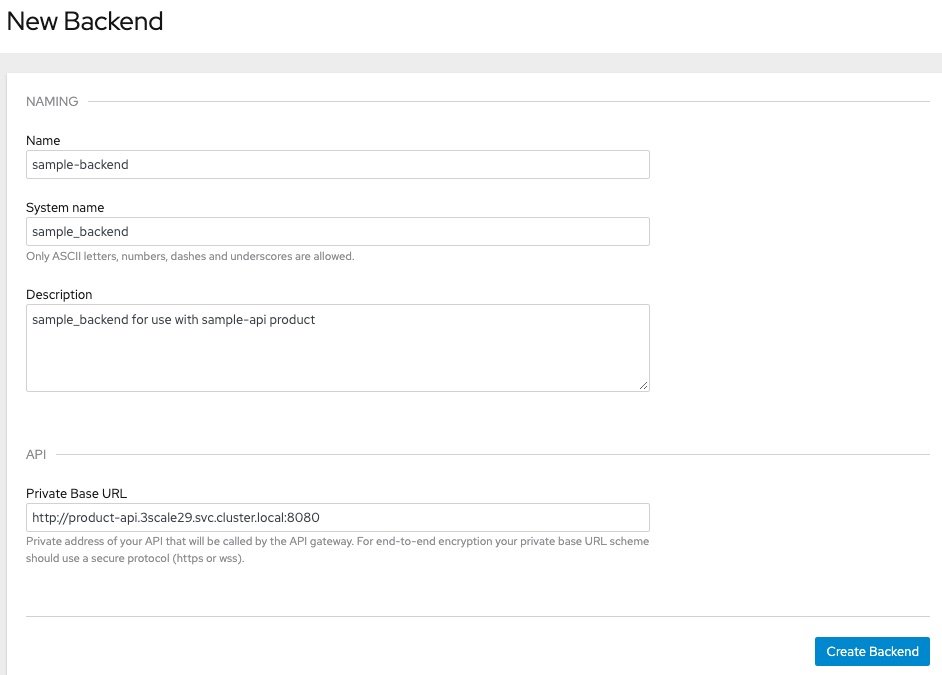 New Backend
NAMING
Name
sample-backend
System name
sample_backend
Only ASCII letters, numbers, dashes and underscores are allowed.
Description
sample_backend for use with sample-api product
API
Private Base URL
http://product-api.3scale29.svc.cluster.local:8080
Private address of your API that will be called by the API gateway. For end-to-end encryption your private base URL scheme
should use a secure protocol (https or wss).
Create Backend